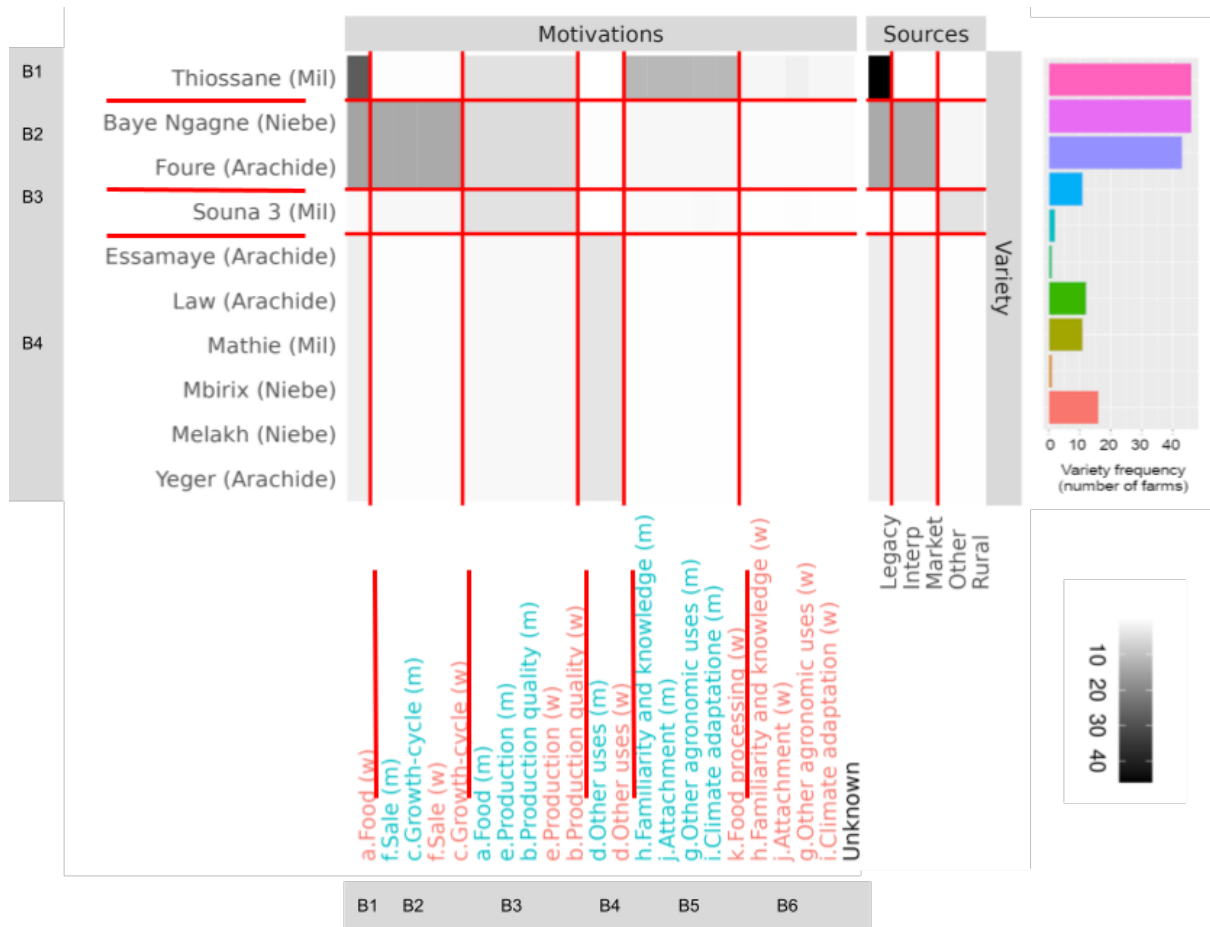 Motivations
Sources
B1
B2
B3
B4
Thiossane (Mil)
Baye Ngagne (Niebe)
Foure (Arachide)
Souna 3 (Mil)
Essamaye (Arachide)
Law (Arachide)
Mathie (Mil)
Mbirix (Niebe)
Melakh (Niebe)
Yeger (Arachide)
Variety
0 10 20 30 40
Variety frequency
(number of farms)
a.Food (w)
f.Sale (m)
c.Growth-cycle (m)
f.Sale (w)
c.Growth-cycle (w)
a.Food (m)
e.Production (m)
b.Production quality (m)
e.Production (w)
b.Production quality (w)
d.Other uses (m)
d.Other uses (w)
h.Familiarity and knowledge (m)
j.Attachment (m)
g.Other agronomic uses (m)
i.Climate adaptatione (m)
k.Food processing (w)
h.Familiarity and knowledge (w)
j.Attachment (w)
g.Other agronomic uses (w)
i.Climate adaptation (w)
Unknown
Legacy
Interp
Market
Other
Rural
10
20
30
40
B1 B2 B3 B4 B5 B6